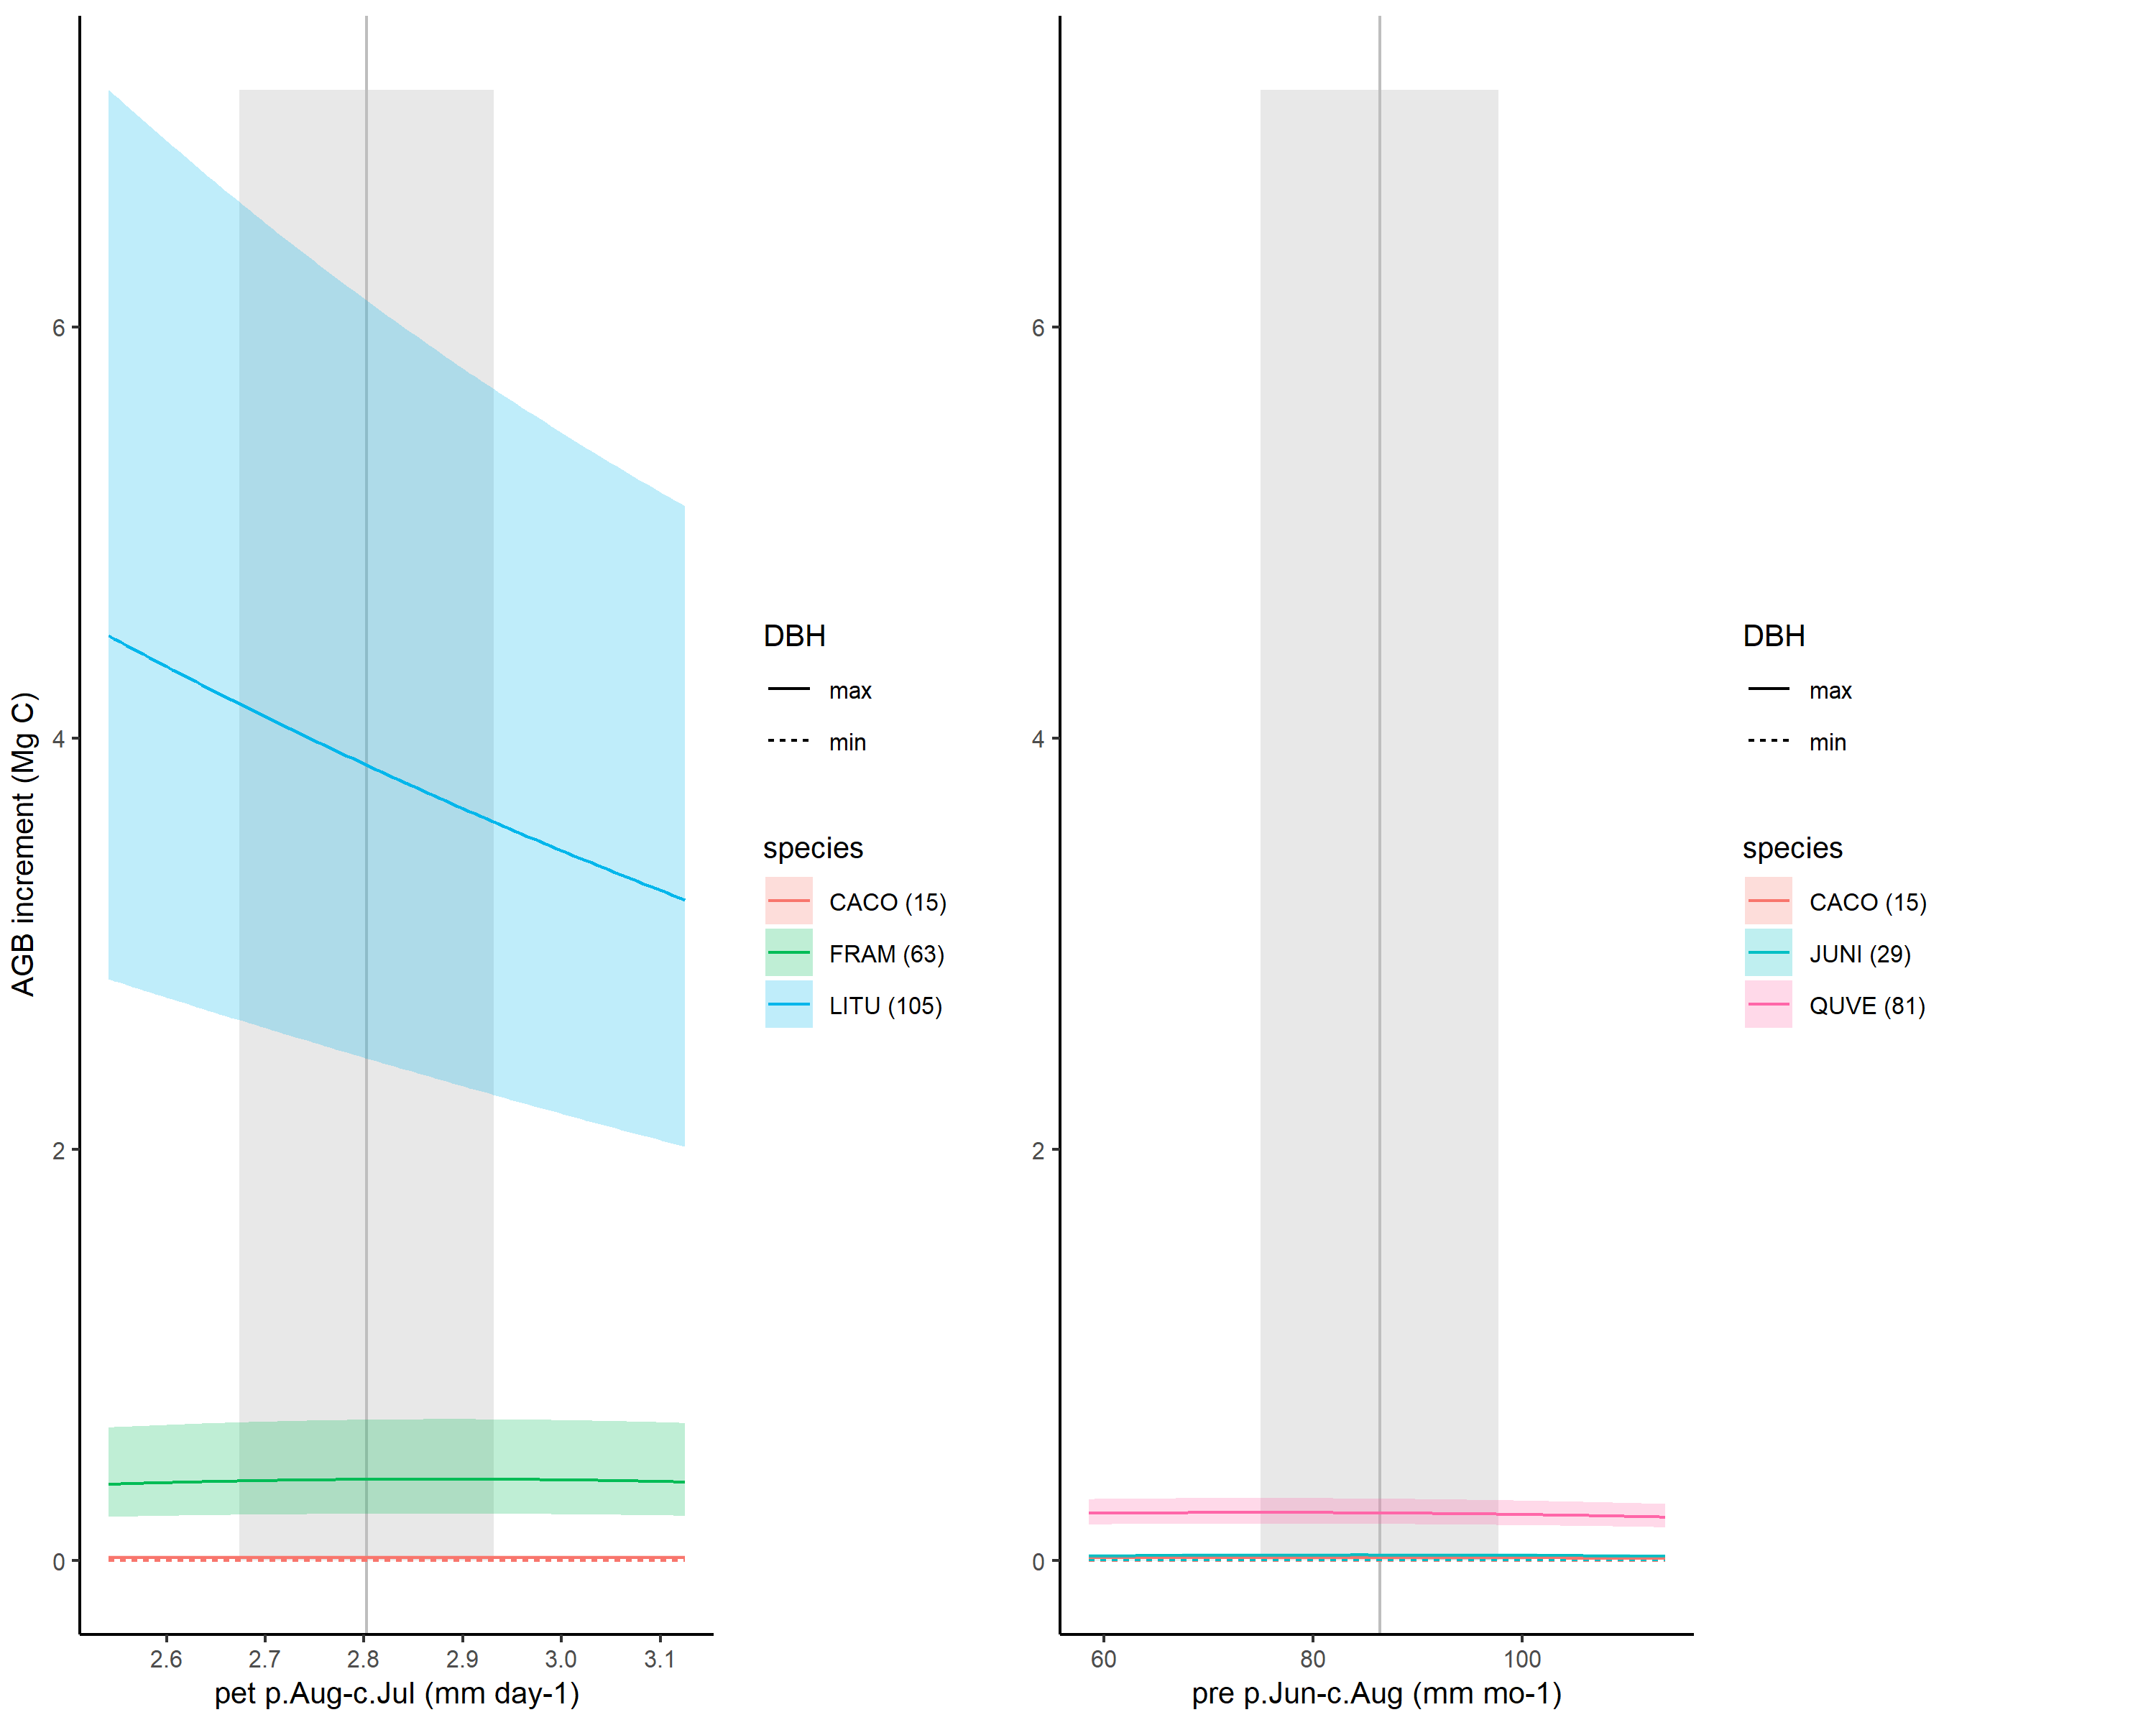 AGB increment (Mg C)
6
4
2
0
2.6 2.7 2.8 2.9 3.0 3.1
pet p.Aug-c.Jul (mm day-1)
DBH
max
min
species
CACO (15)
FRAM (63)
LITU (105)
6
4
2
0
60 80 100
pre p.Jun-c.Aug (mm mo-1)
DBH
max
min
species
CACO (15)
JUNI (29)
QUVE (81)